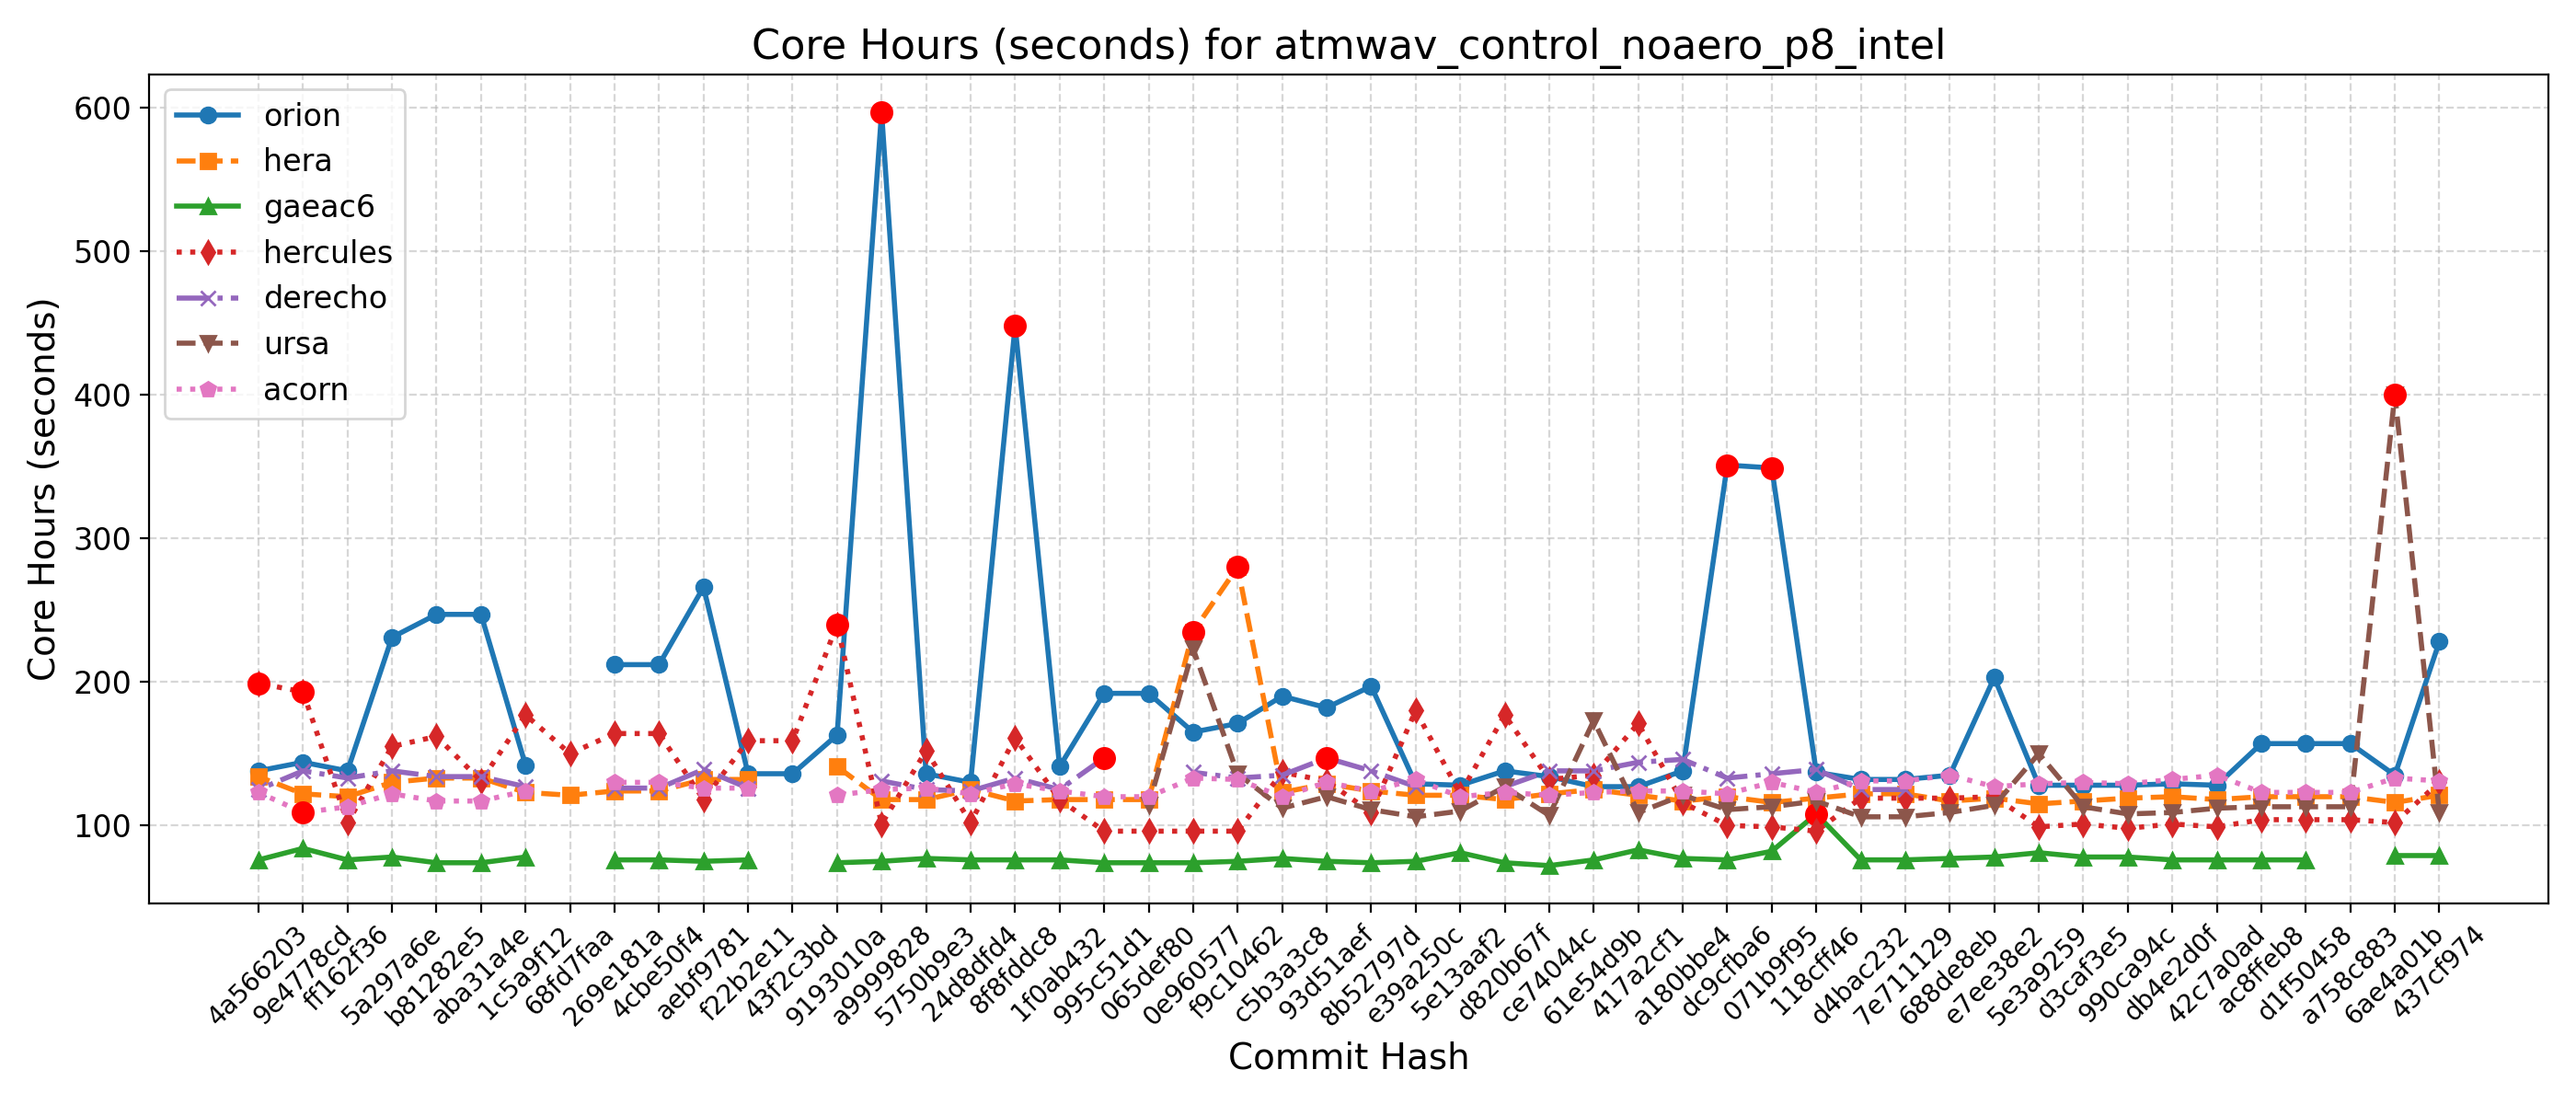 Core Hours (seconds) for atmwav_control_noaero_p8_intel
Core Hours (seconds)
600
500
400
300
200
100
orion
hera
gaeac6
hercules
derecho
ursa
acorn
4a566203
9e4778cd
ff162f36
5a297a6e
b81282e5
aba31a4e
1c5a9f12
68fd7faa
269e181a
4cbe50f4
aebf9781
f22b2e11
43f2c3bd
9193010a
a9999828
5750b9e3
24d8dfd4
8f8fddc8
1f0ab432
995c51d1
065def80
0e960577
f9c10462
c5b3a3c8
93d51aef
8b52797d
e39a250c
5e13aaf2
d820b67f
ce74044c
61e54d9b
417a2cf1
a180bbe4
dc9cfba6
071b9f95
118cff46
d4bac232
7e711129
688de8eb
e7ee38e2
5e3a9259
d3caf3e5
990ca94c
db4e2d0f
42c7a0ad
ac8ffeb8
d1f50458
a758c883
6ae4a01b
437cf974
Commit Hash